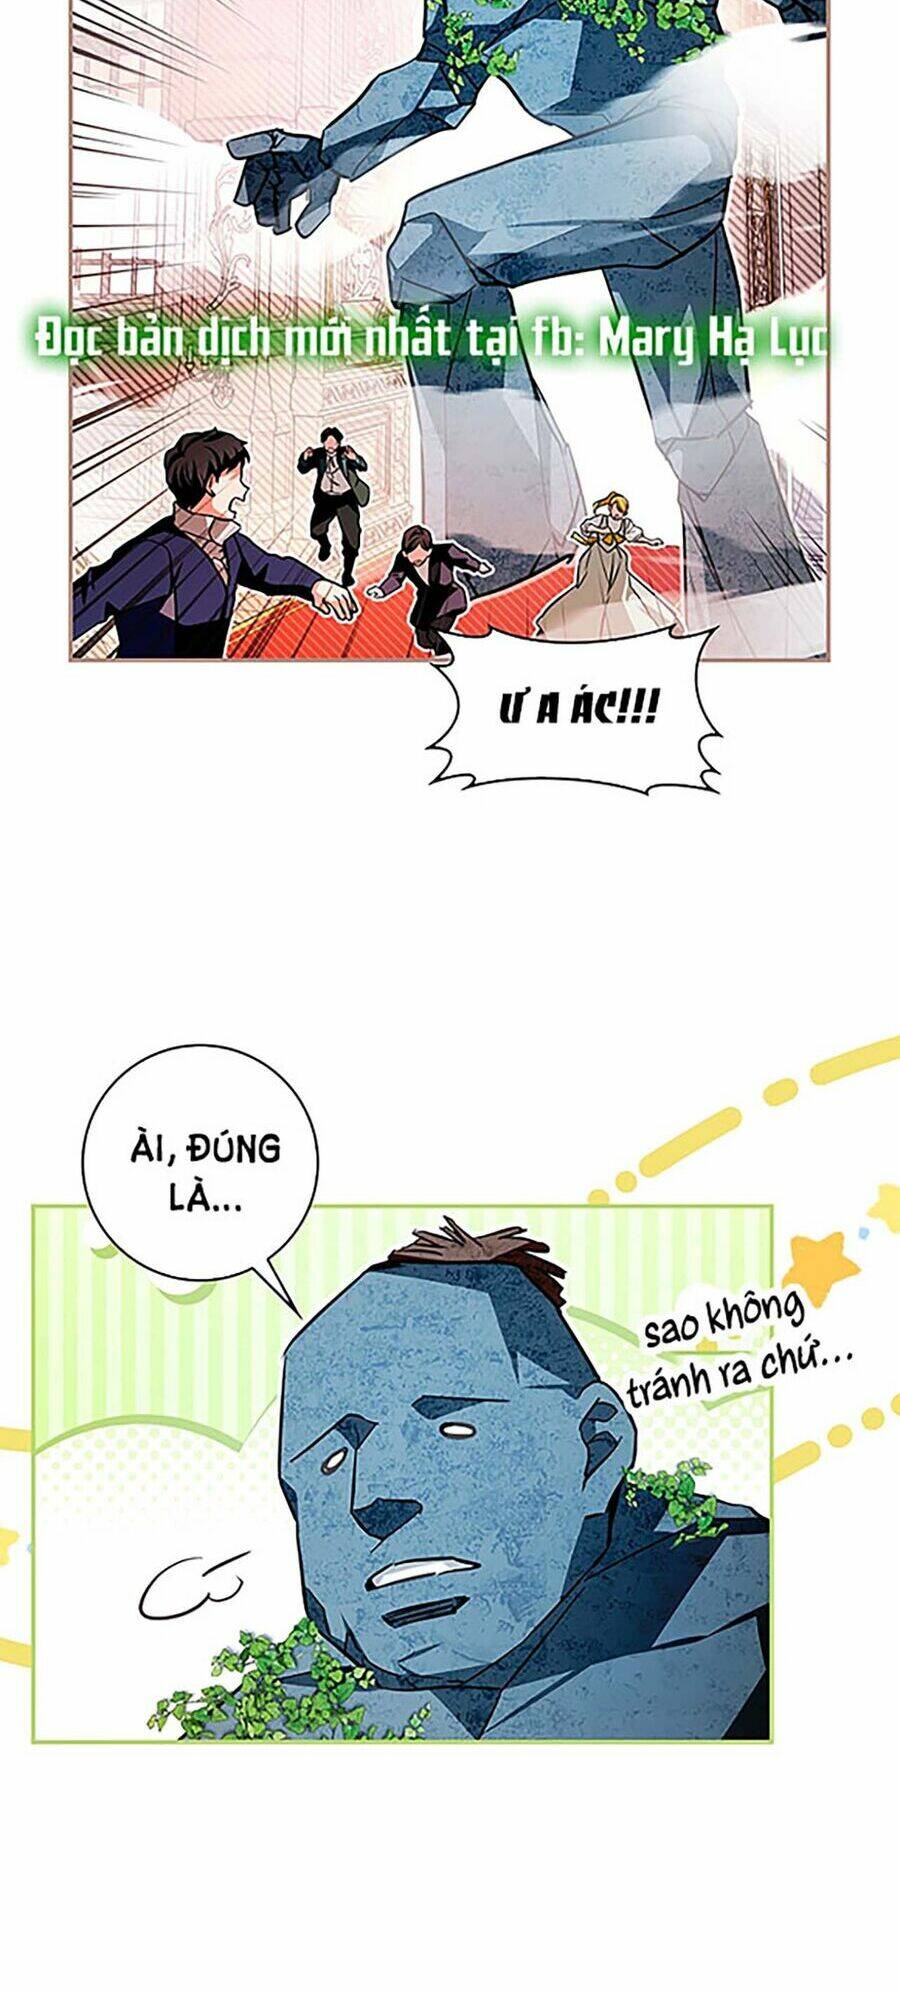 Đọc bản dịch mới nhất tại fb: Mary Hạ Lục
Ư A ÁC!!!
ÀI, ĐÚNG
LÀ...
sao không
tránh ra chứ...